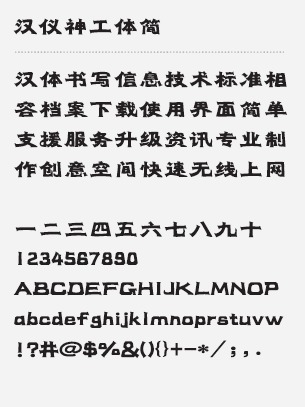 汉仪神工体简
汉体书写信息技术标准相
容档案下载使用界面简单
支援服务升级资讯专业制
作创意空间快速无线上网
一二三四五六七八九十
1234567890
ABCDEFGHIJKLMNOP
abcdefghijklmnoprstuvw
!?#@$%&(){}+-*/;,.